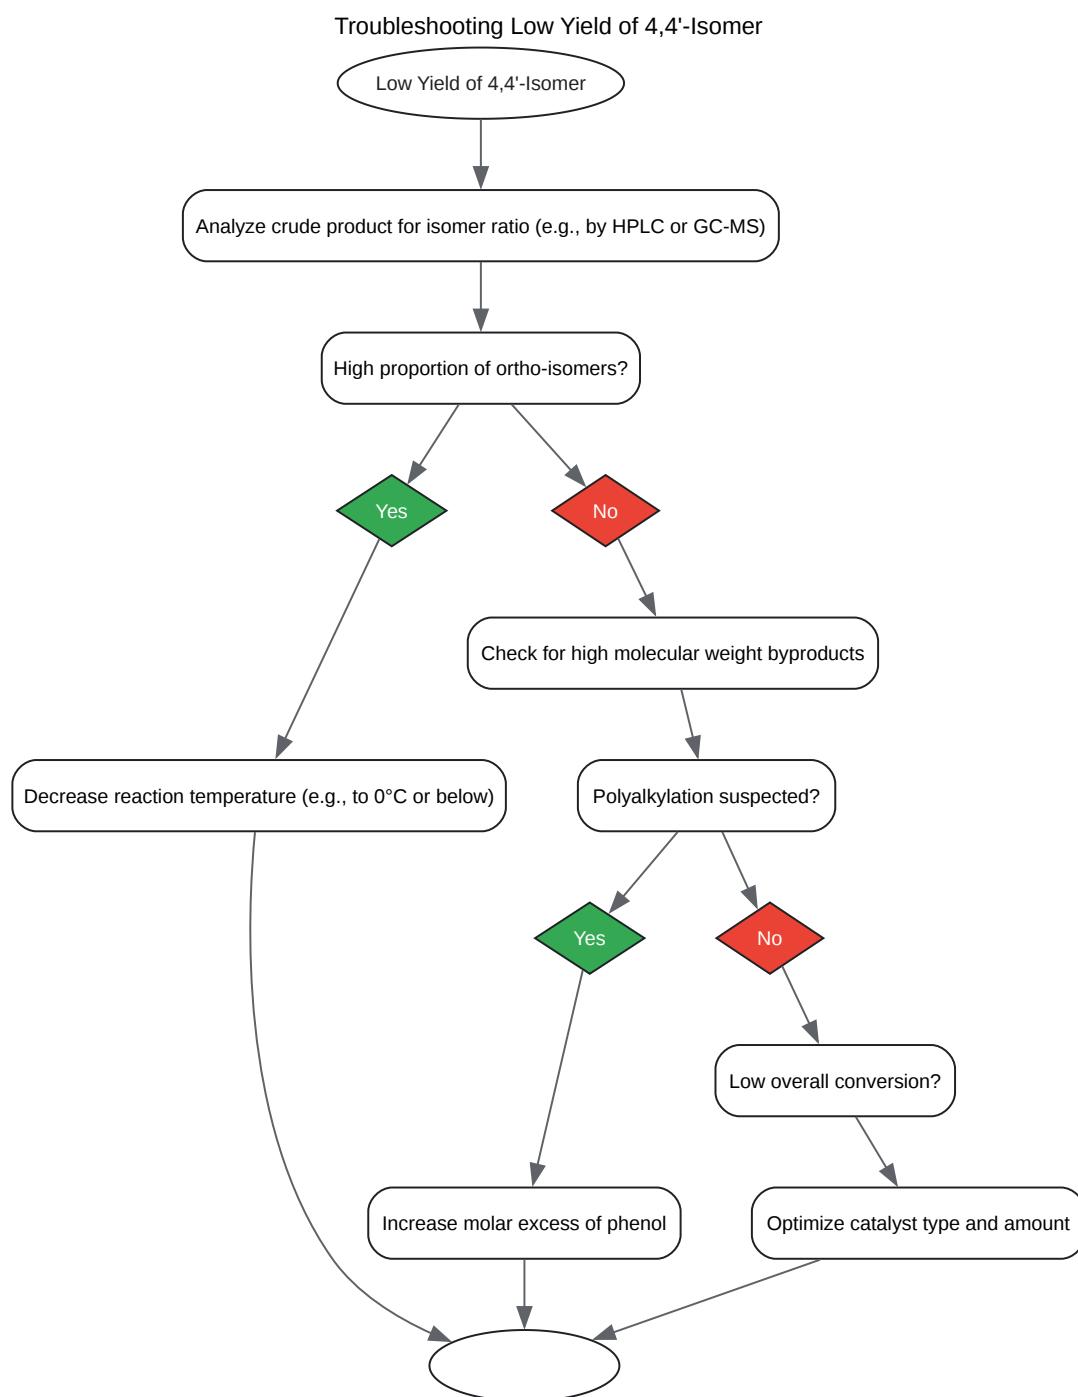 Troubleshooting Low Yield of 4,4'-Isomer
Low Yield of 4,4'-Isomer
Analyze crude product for isomer ratio (e.g., by HPLC or GC-MS)
High proportion of ortho-isomers?
Yes
No
Check for high molecular weight byproducts
Decrease reaction temperature (e.g., to 0°C or below)
Polyalkylation suspected?
Yes
No
Low overall conversion?
Increase molar excess of phenol
Optimize catalyst type and amount